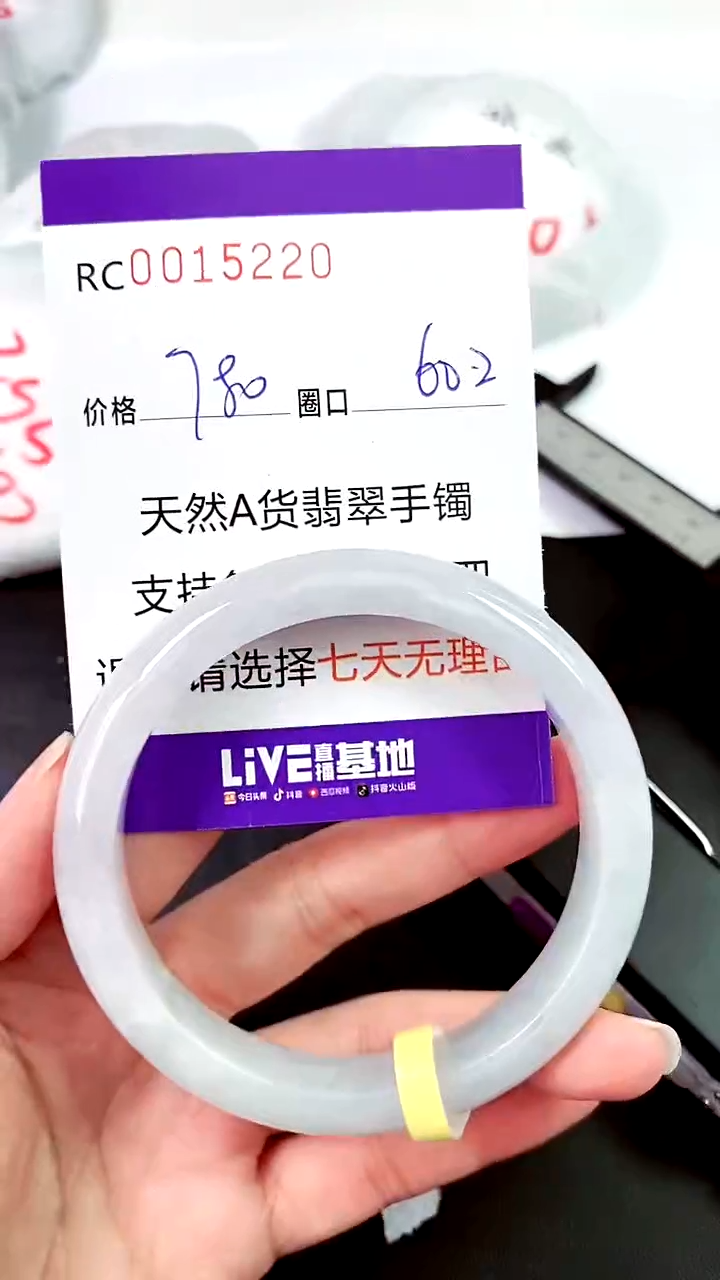 RC0015220
价格 780 圈口 60.2
天然A货翡翠手镯
支持
请选择七天无理
LiVE直播基地
今日头条 抖音 西瓜视频 抖音火山版